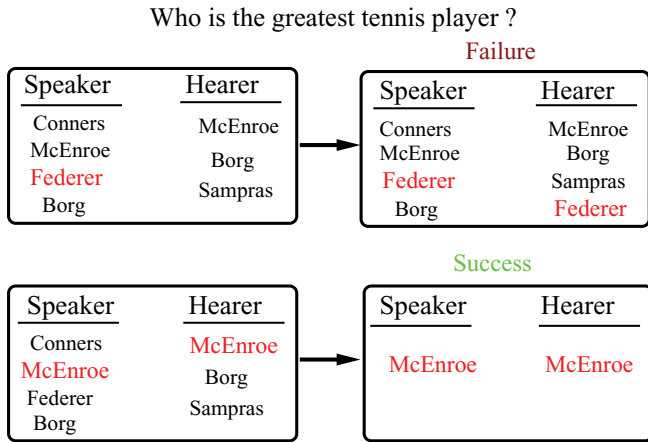 Who is the greatest tennis player ?
Failure
Speaker Hearer
Conners McEnroe
McEnroe Borg
Federer Sampras
Borg
Speaker Hearer
Conners McEnroe
McEnroe Borg
Federer Sampras
Borg Federer
Success
Speaker Hearer
Conners McEnroe
McEnroe Borg
Federer Sampras
Borg
Speaker Hearer
McEnroe McEnroe